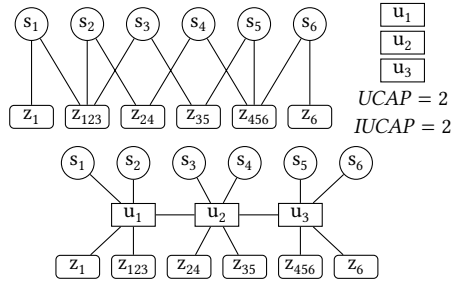 s₁ s₂ s₃ s₄ s₅ s₆ u₁
u₂
u₃
z₁ z₁₂₃ z₂₄ z₃₅ z₄₅₆ z₆ UCAP = 2
IUCAP = 2
s₁ s₂ s₃ s₄ s₅ s₆
u₁ u₂ u₃
z₁ z₁₂₃ z₂₄ z₃₅ z₄₅₆ z₆